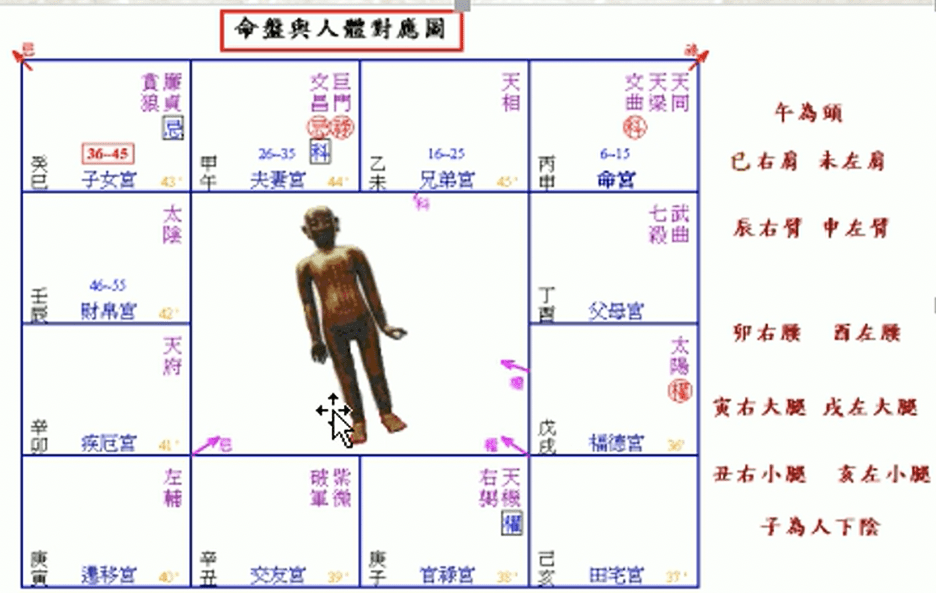 命盤與人體對應圖
忌
祿
廉貞
貪狼
忌
36~45
癸巳
子女宮
43'
巨門
文昌
忌 祿
科
26~35
甲午
夫妻宮
44'
天相
16~25
乙未
兄弟宮
45'
天同
天梁
文曲
科
6~15
丙申
命宮
太陰
46~55
壬辰
財帛宮
42'
科
武曲
七殺
丁酉
父母宮
天府
辛卯
疾厄宮
41'
權
忌
權
太陽
權
戊戌
福德宮
36'
左輔
庚寅
遷移宮
40'
紫微
破軍
辛丑
交友宮
39'
天機
右弼
權
庚子
官祿宮
38'
己亥
田宅宮
37'
午為頭
巳右肩 未左肩
辰右臂 申左臂
卯右腰 酉左腰
寅右大腿 戌左大腿
丑右小腿 亥左小腿
子為人下陰